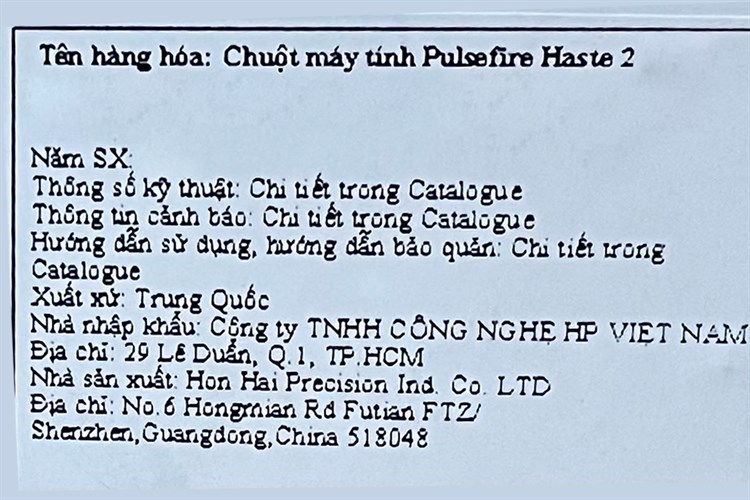 Tên hàng hóa: Chuột máy tính Pulsefire Haste 2
Năm SX:
Thông số kỹ thuật: Chi tiết trong Catalogue
Thông tin cảnh báo: Chi tiết trong Catalogue
Hướng dẫn sử dụng, hướng dẫn bảo quản: Chi tiết trong
Catalogue
Xuất xứ: Trung Quốc
Nhà nhập khẩu: Công ty TNHH CÔNG NGHỆ HP VIỆT NAM
Địa chỉ: 29 Lê Duẩn, Q.1, TP.HCM
Nhà sản xuất: Hon Hai Precision Ind. Co. LTD
Địa chỉ: No.6 Hongmian Rd Futian FTZ/
Shenzhen,Guangdong,China 518048